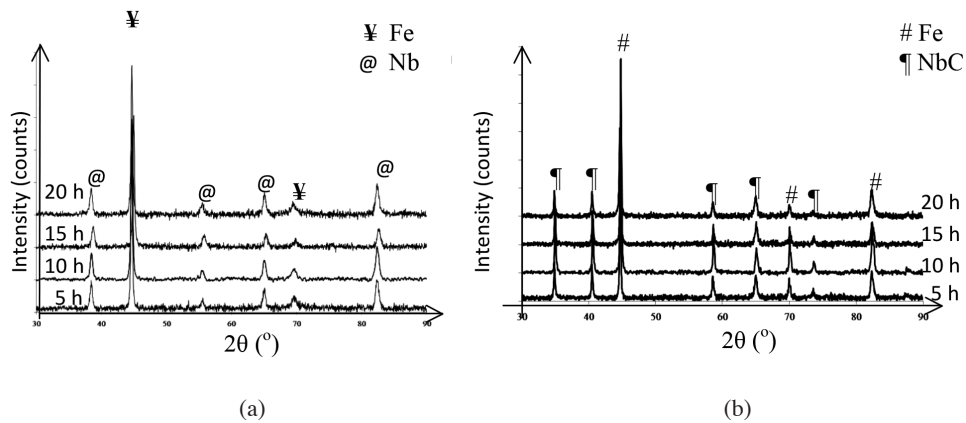 ¥
¥ Fe
@ Nb
Intensity (counts)
@
@
@
¥
@
20 h
15 h
10 h
5 h
30 40 50 60 70 80 90
2θ (°)
(a)
#
# Fe
¶ NbC
Intensity (counts)
¶
¶
¶
¶
#
¶
#
20 h
15 h
10 h
5 h
30 40 50 60 70 80 90
2θ (°)
(b)